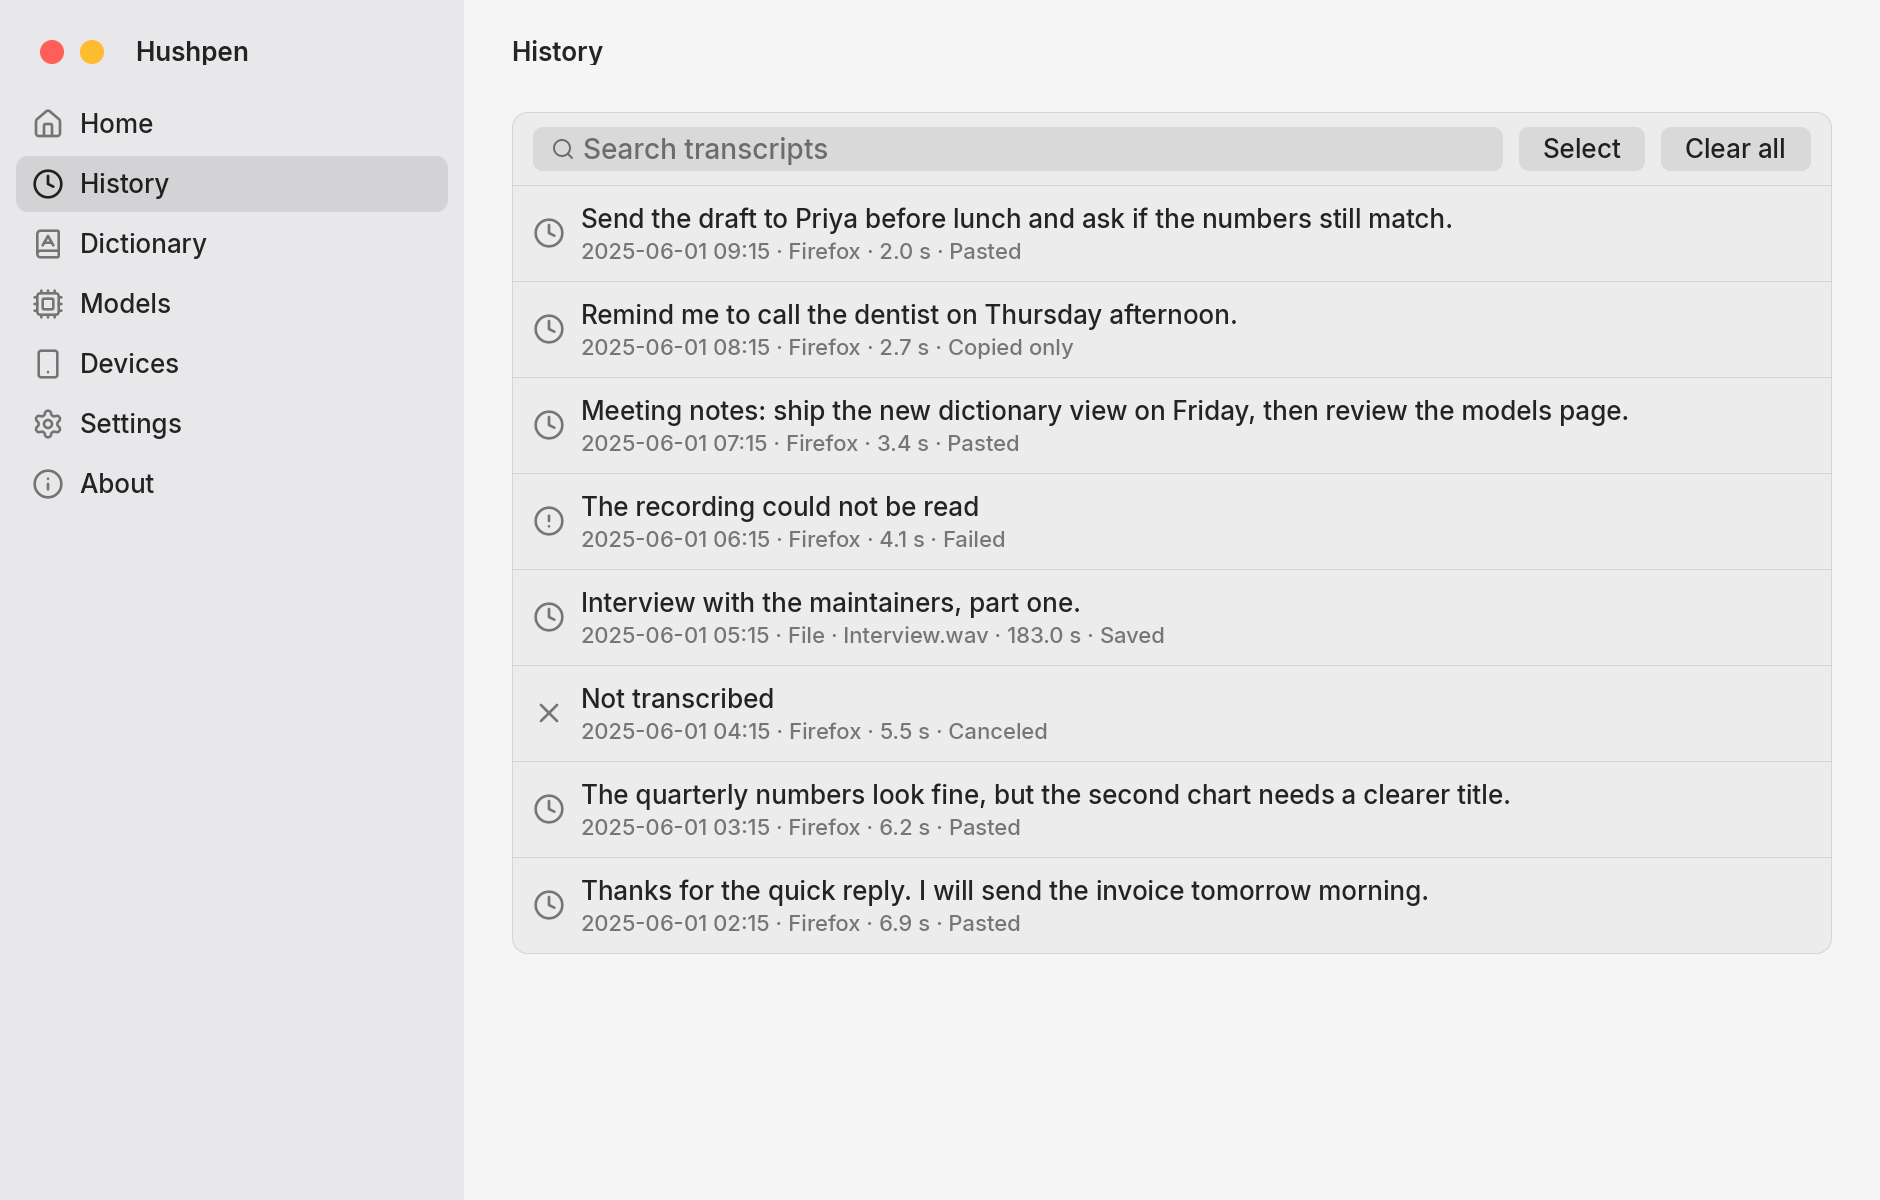 Hushpen
Home
History
Dictionary
Models
Devices
Settings
About
History
Search transcripts
Select
Clear all
Send the draft to Priya before lunch and ask if the numbers still match.
2025-06-01 09:15 · Firefox · 2.0 s · Pasted
Remind me to call the dentist on Thursday afternoon.
2025-06-01 08:15 · Firefox · 2.7 s · Copied only
Meeting notes: ship the new dictionary view on Friday, then review the models page.
2025-06-01 07:15 · Firefox · 3.4 s · Pasted
The recording could not be read
2025-06-01 06:15 · Firefox · 4.1 s · Failed
Interview with the maintainers, part one.
2025-06-01 05:15 · File · Interview.wav · 183.0 s · Saved
Not transcribed
2025-06-01 04:15 · Firefox · 5.5 s · Canceled
The quarterly numbers look fine, but the second chart needs a clearer title.
2025-06-01 03:15 · Firefox · 6.2 s · Pasted
Thanks for the quick reply. I will send the invoice tomorrow morning.
2025-06-01 02:15 · Firefox · 6.9 s · Pasted